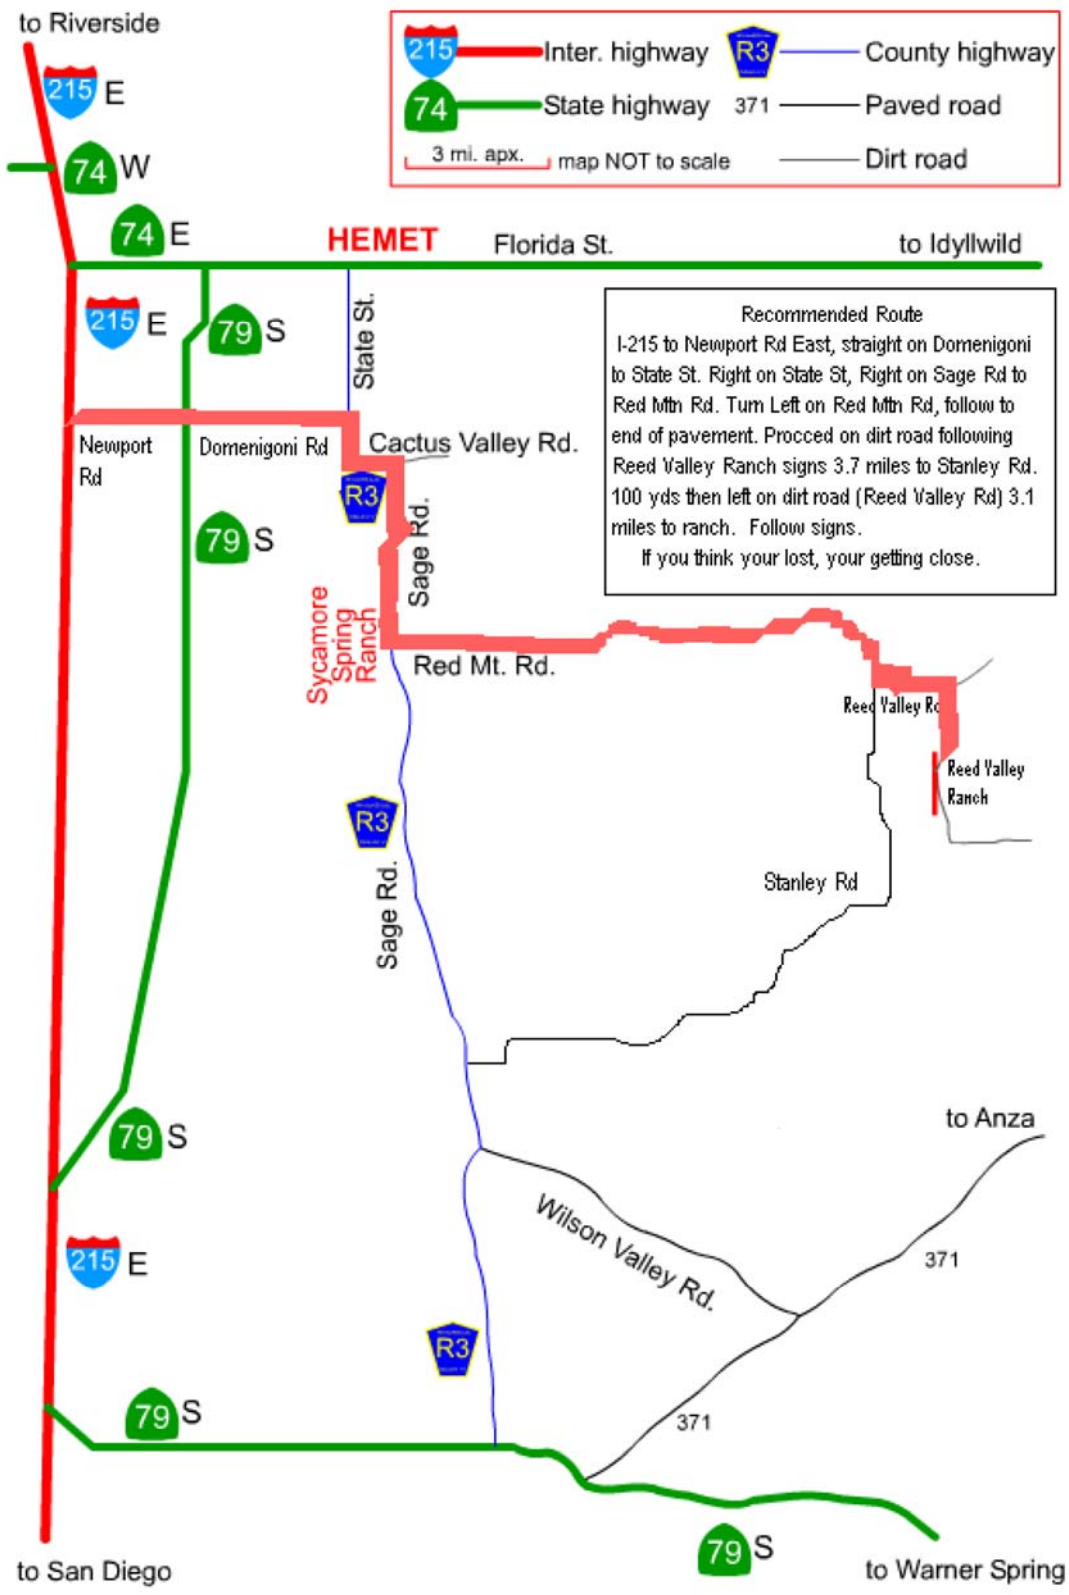 to Riverside
215 Inter. highway R3 County highway
215 E
74 State highway 371 Paved road
3 mi. apx. map NOT to scale Dirt road
74 W
74 E HEMET Florida St. to Idyllwild
215 E
79 S
State St.
Recommended Route
I-215 to Newport Rd East, straight on Domenigoni
to State St. Right on State St, Right on Sage Rd to
Red Mtn Rd. Turn Left on Red Mtn Rd, follow to
end of pavement. Procced on dirt road following
Reed Valley Ranch signs 3.7 miles to Stanley Rd.
100 yds then left on dirt road (Reed Valley Rd) 3.1
miles to ranch. Follow signs.
If you think your lost, your getting close.
Newport
Rd
Domenigoni Rd
Cactus Valley Rd.
R3
79 S
Sage Rd.
Sycamore
Spring
Ranch
Red Mt. Rd.
Reed Valley Rd
Reed Valley
Ranch
R3
Sage Rd.
Stanley Rd
79 S
to Anza
Wilson Valley Rd.
371
215 E
R3
79 S
371
79 S
to San Diego
to Warner Spring